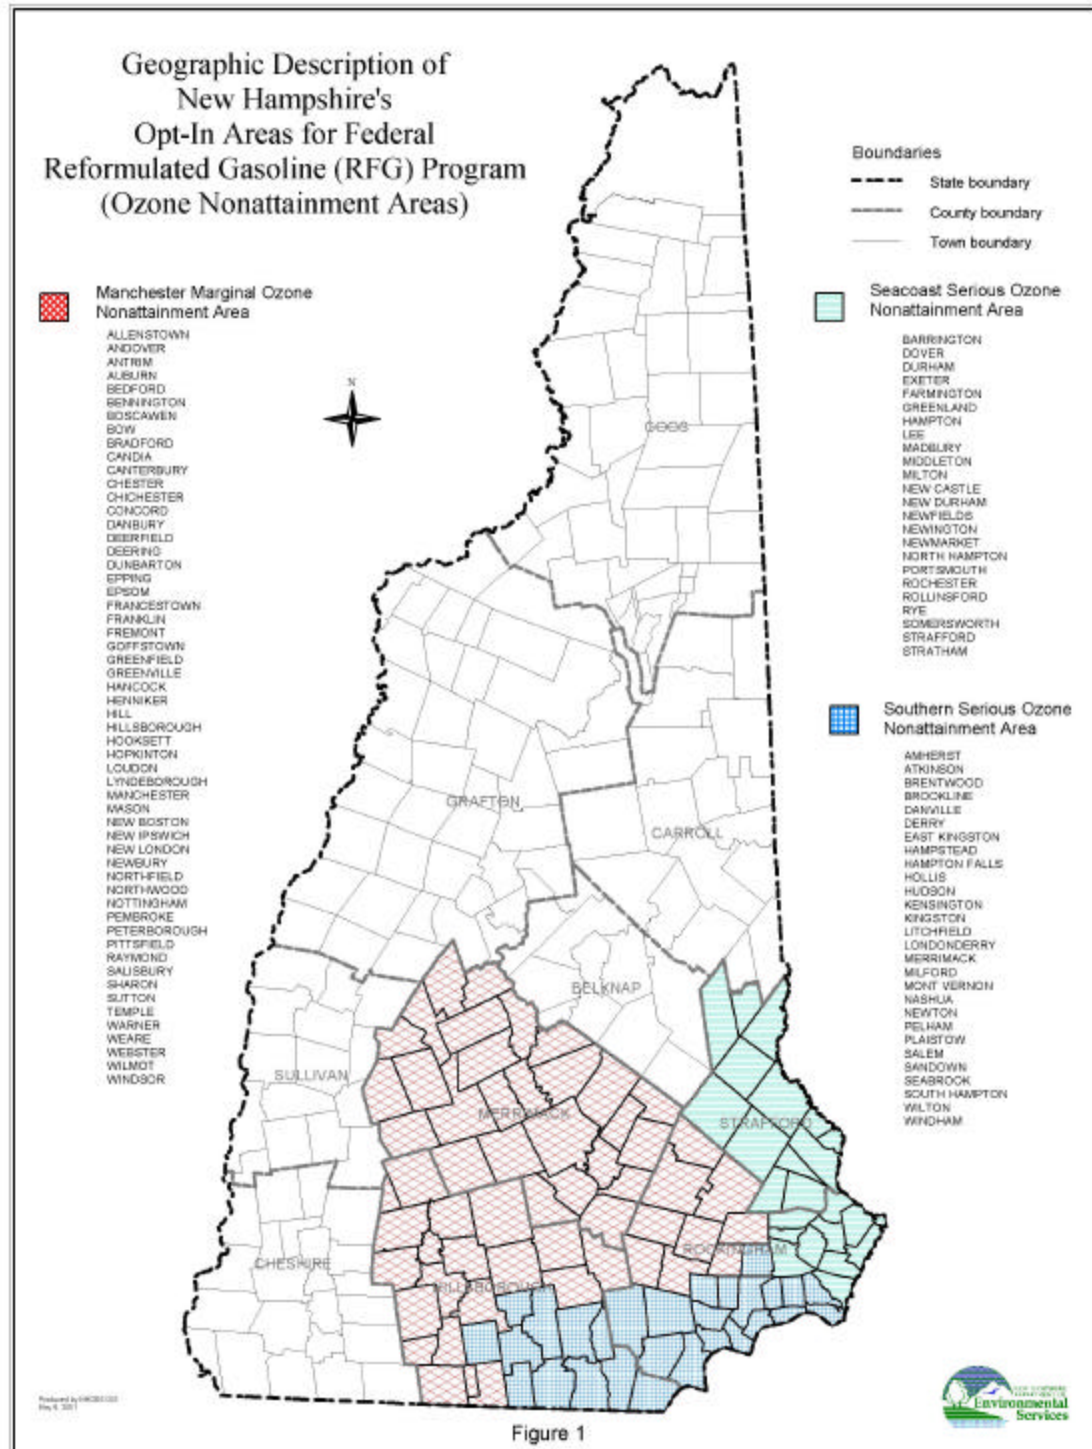 Geographic Description of
New Hampshire's
Opt-In Areas for Federal
Reformulated Gasoline (RFG) Program
(Ozone Nonattainment Areas)
Boundaries
State boundary
County boundary
Town boundary
Manchester Marginal Ozone
Nonattainment Area
ALLENSTOWN
ANDOVER
ANTRIM
AUBURN
BEDFORD
BENNINGTON
BOSCAWEN
BOW
BRADFORD
CANDIA
CANTERBURY
CHESTER
CHICHESTER
CONCORD
DANBURY
DEERFIELD
DEERING
DUNBARTON
EPPING
EPSOM
FRANCESTOWN
FRANKLIN
FREMONT
GOFFSTOWN
GREENFIELD
GREENVILLE
HANCOCK
HENNIKER
HILL
HILLSBOROUGH
HOOKSETT
HOPKINTON
LOUDON
LYNDEBOROUGH
MANCHESTER
MASON
NEW BOSTON
NEW IPSWICH
NEW LONDON
NEWBURY
NORTHFIELD
NORTHWOOD
NOTTINGHAM
PEMBROKE
PETERBOROUGH
PITTSFIELD
RAYMOND
SALISBURY
SHARON
SUTTON
TEMPLE
WARNER
WEARE
WEBSTER
WILMOT
WINDSOR
Seacoast Serious Ozone
Nonattainment Area
BARRINGTON
DOVER
DURHAM
EXETER
FARMINGTON
GREENLAND
HAMPTON
LEE
MADBURY
MIDDLETON
MILTON
NEW CASTLE
NEW DURHAM
NEWFIELDS
NEWINGTON
NEWMARKET
NORTH HAMPTON
PORTSMOUTH
ROCHESTER
ROLLINSFORD
RYE
SOMERSWORTH
STRAFFORD
STRATHAM
Southern Serious Ozone
Nonattainment Area
AMHERST
ATKINSON
BRENTWOOD
BROOKLINE
DANVILLE
DERRY
EAST KINGSTON
HAMPSTEAD
HAMPTON FALLS
HOLLIS
HUDSON
KENSINGTON
KINGSTON
LITCHFIELD
LONDONDERRY
MERRIMACK
MILFORD
MONT VERNON
NASHUA
NEWTON
PELHAM
PLAISTOW
SALEM
SANDOWN
SEABROOK
SOUTH HAMPTON
WILTON
WINDHAM
N
COOS
GRAFTON
CARROLL
BELKNAP
SULLIVAN
MERRIMACK
STRAFFORD
ROCKINGHAM
CHESHIRE
HILLSBOROUGH
Produced by
Environmental
Services
Figure 1